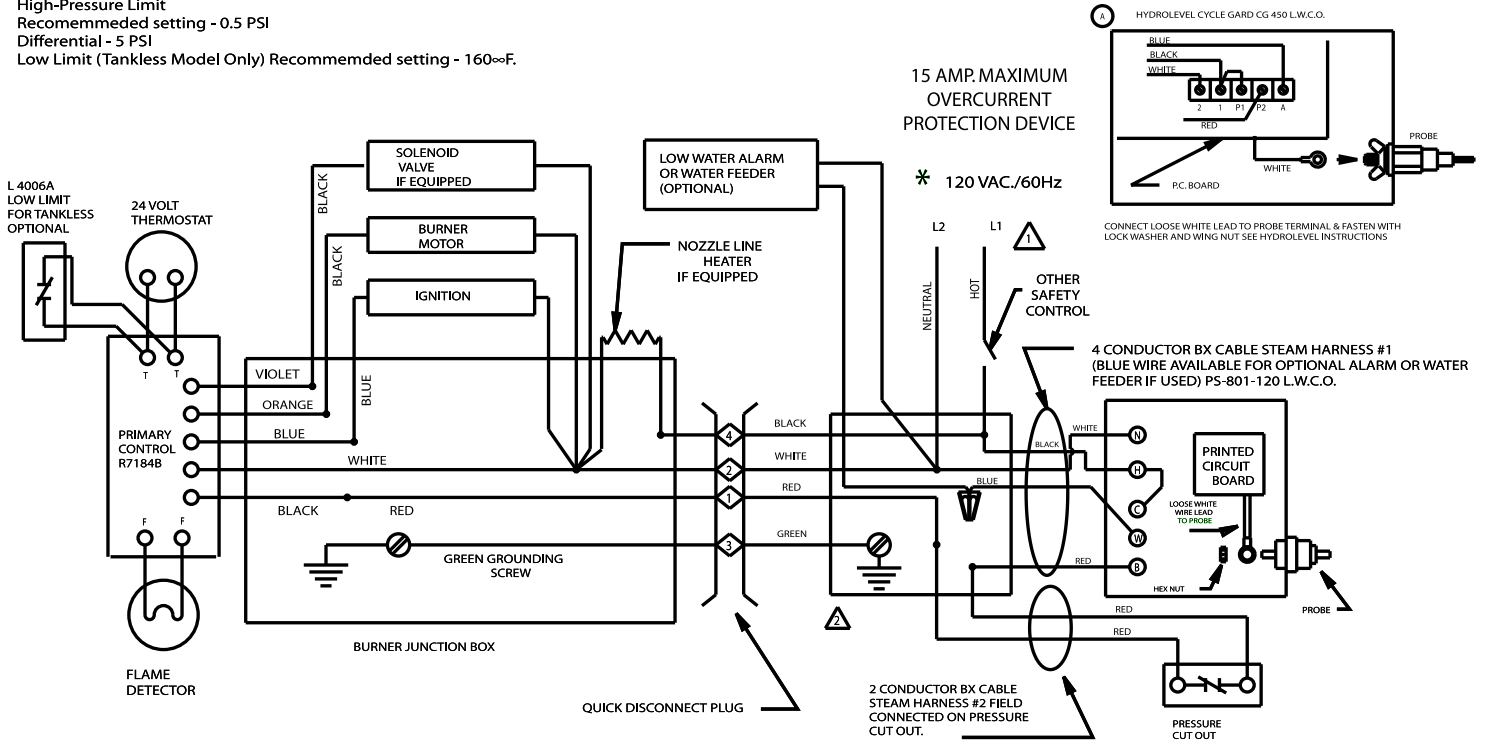 High-Pressure Limit
Recomemmeded setting - 0.5 PSI
Differential - 5 PSI
Low Limit (Tankless Model Only) Recommemded setting - 160∞F.
A
HYDROLEVEL CYCLE GARD CG 450 L.W.C.O.
BLUE
BLACK
WHITE
2 1 P1 P2 A
RED
PROBE
WHITE
P.C. BOARD
CONNECT LOOSE WHITE LEAD TO PROBE TERMINAL & FASTEN WITH
LOCK WASHER AND WING NUT SEE HYDROLEVEL INSTRUCTIONS
15 AMP. MAXIMUM
OVERCURRENT
PROTECTION DEVICE
* 120 VAC./60Hz
L2
L1
1
NEUTRAL
HOT
OTHER
SAFETY
CONTROL
L 4006A
LOW LIMIT
FOR TANKLESS
OPTIONAL
24 VOLT
THERMOSTAT
SOLENOID
VALVE
IF EQUIPPED
BLACK
BURNER
MOTOR
BLACK
IGNITION
BLUE
LOW WATER ALARM
OR WATER FEEDER
(OPTIONAL)
NOZZLE LINE
HEATER
IF EQUIPPED
4 CONDUCTOR BX CABLE STEAM HARNESS #1
(BLUE WIRE AVAILABLE FOR OPTIONAL ALARM OR WATER
FEEDER IF USED) PS-801-120 L.W.C.O.
T
T
VIOLET
ORANGE
BLUE
WHITE
BLACK
RED
PRIMARY
CONTROL
R7184B
F
F
GREEN GROUNDING
SCREW
4
2
1
3
BLACK
WHITE
RED
GREEN
WHITE
BLACK
BLUE
RED
N
H
C
W
B
PRINTED
CIRCUIT
BOARD
LOOSE WHITE
WIRE LEAD
TO PROBE
HEX NUT
PROBE
2
BURNER JUNCTION BOX
FLAME
DETECTOR
QUICK DISCONNECT PLUG
RED
RED
2 CONDUCTOR BX CABLE
STEAM HARNESS #2 FIELD
CONNECTED ON PRESSURE
CUT OUT.
PRESSURE
CUT OUT